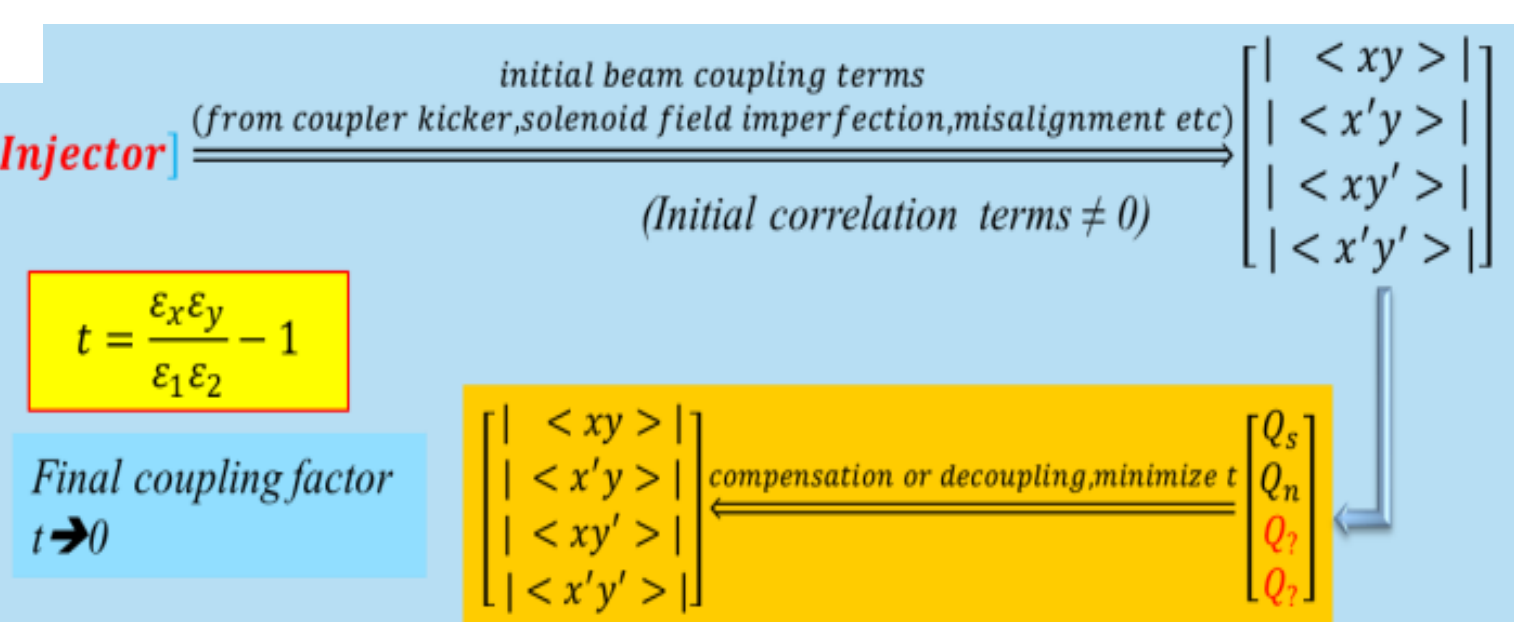 initial beam coupling terms
(from coupler kicker,solenoid field imperfection,misalignment etc)
Injector]
(Initial correlation terms ≠ 0)
[| < xy > |]
| < x′y > |
| < xy′ > |
[| < x′y′ > |]
t = εxεy / ε1ε2 − 1
Final coupling factor
t➔0
[| < xy > |]
| < x′y > |
| < xy′ > |
[| < x′y′ > |]
compensation or decoupling,minimize t
[Qs]
Qn
Q?
[Q?]